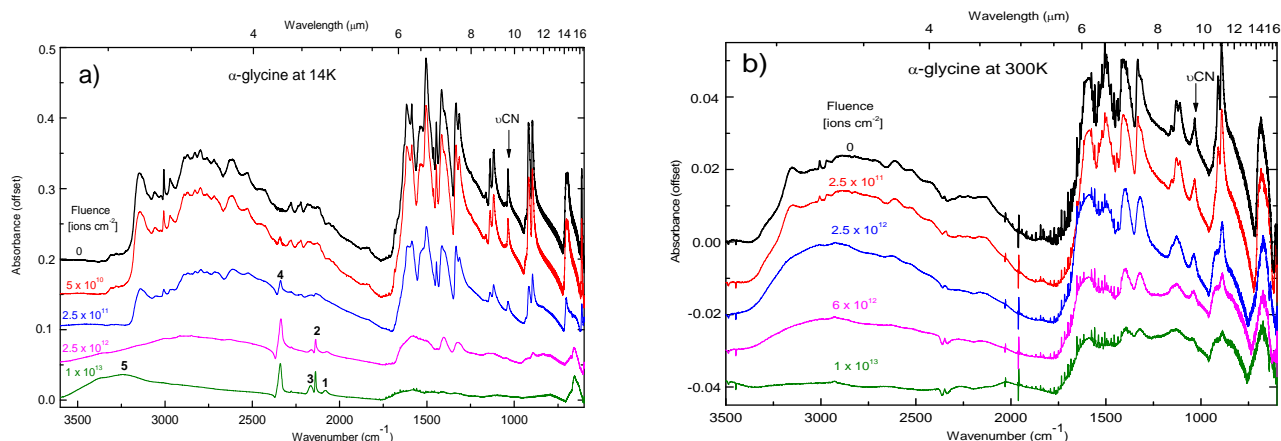 Wavelength (μm)
4 6 8 10 12 14 16
0.5
0.4
0.3
0.2
0.1
0.0
Absorbance (offset)
a)
α-glycine at 14K
υCN
Fluence
[ions cm-2]
0
5 x 10^10
2.5 x 10^11
2.5 x 10^12
1 x 10^13
4
2
5
3
1
3500 3000 2500 2000 1500 1000
Wavenumber (cm-1)
Wavelength (μm)
4 6 8 10 12 1416
0.04
0.02
0.00
-0.02
-0.04
Absorbance (offset)
b)
α-glycine at 300K
υCN
Fluence
[ions cm-2]
0
2.5 x 10^11
2.5 x 10^12
6 x 10^12
1 x 10^13
3500 3000 2500 2000 1500 1000
Wavenumber (cm-1)